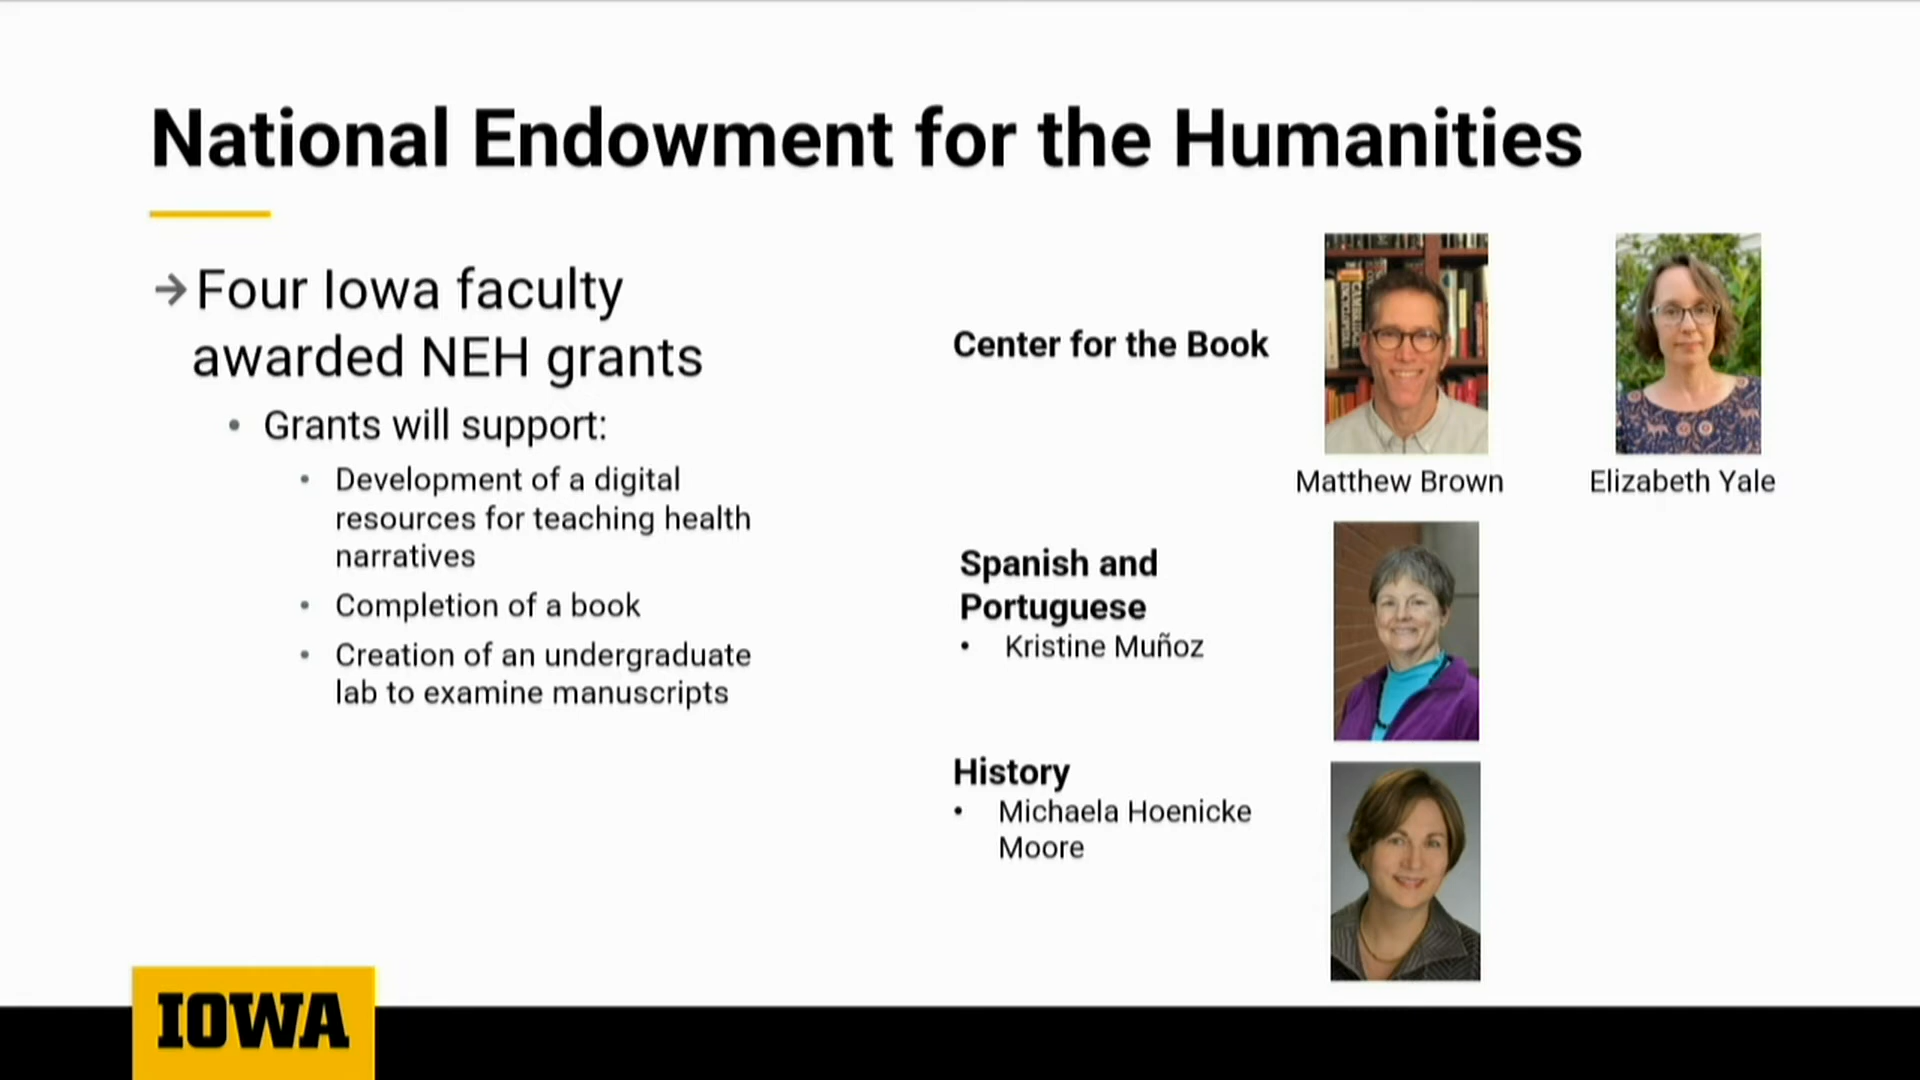 National Endowment for the Humanities
→Four Iowa faculty
awarded NEH grants
• Grants will support:
• Development of a digital
resources for teaching health
narratives
• Completion of a book
• Creation of an undergraduate
lab to examine manuscripts
Center for the Book
Matthew Brown
Elizabeth Yale
Spanish and
Portuguese
• Kristine Muñoz
History
• Michaela Hoenicke
Moore
IOWA